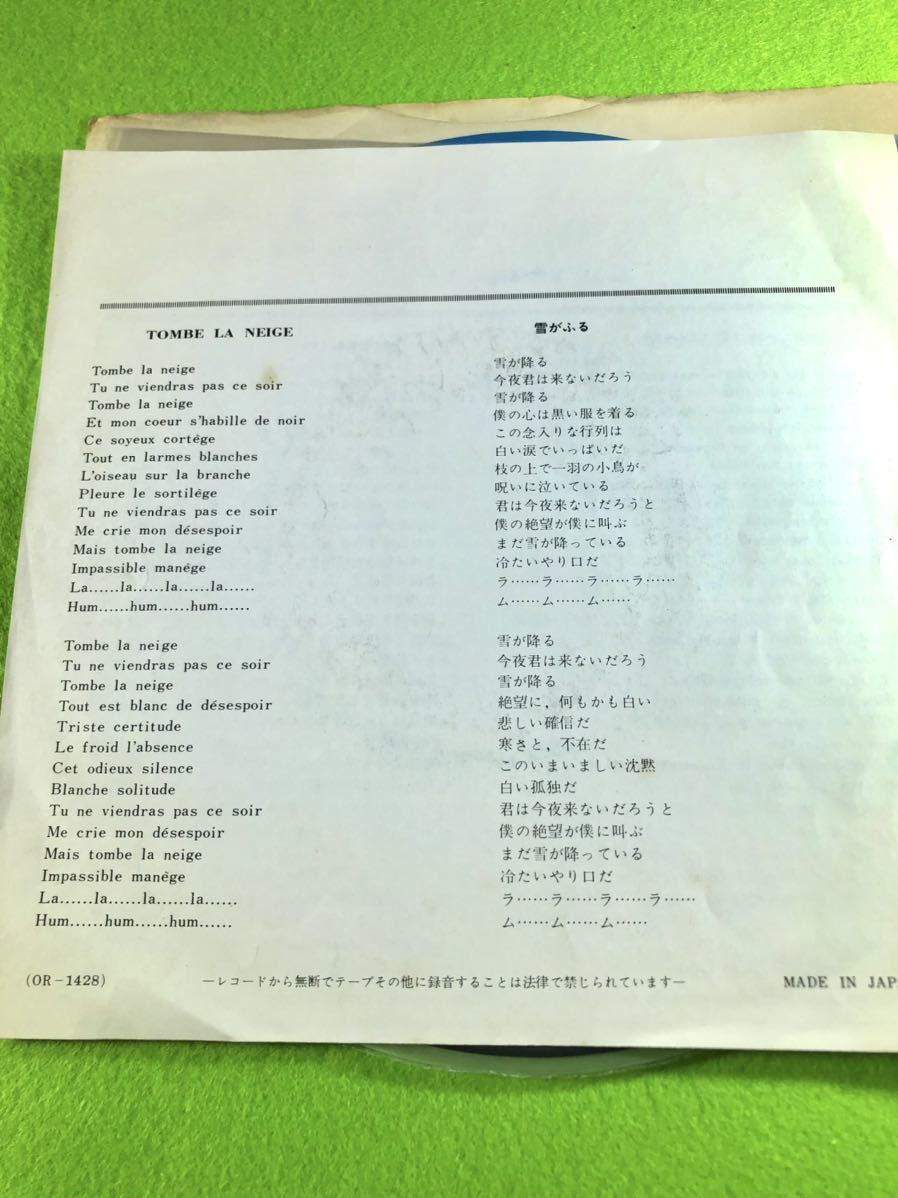 TOMBE LA NEIGE
Tombe la neige
Tu ne viendras pas ce soir
Tombe la neige
Et mon coeur s'habille de noir
Ce soyeux cortêge
Tout en larmes blanches
L'oiseau sur la branche
Pleure le sortilêge
Tu ne viendras pas ce soir
Me crie mon désespoir
Mais tombe la neige
Impassible manêge
La......la......la......la......
Hum......hum......hum......
Tombe la neige
Tu ne viendras pas ce soir
Tombe la neige
Tout est blanc de désespoir
Triste certitude
Le froid l'absence
Cet odieux silence
Blanche solitude
Tu ne viendras pas ce soir
Me crie mon désespoir
Mais tombe la neige
Impassible manêge
La......la......la......la......
Hum......hum......hum......
雪がふる
雪が降る
今夜君は来ないだろう
雪が降る
僕の心は黒い服を着る
この念入りな行列は
白い涙でいっぱいだ
枝の上で一羽の小鳥が
呪いに泣いている
君は今夜来ないだろうと
僕の絶望が僕に叫ぶ
まだ雪が降っている
冷たいやり口だ
ラ……ラ……ラ……ラ……
ム……ム……ム……
雪が降る
今夜君は来ないだろう
雪が降る
絶望に，何もかも白い
悲しい確信だ
寒さと，不在だ
このいまいましい沈黙
白い孤独だ
君は今夜来ないだろうと
僕の絶望が僕に叫ぶ
まだ雪が降っている
冷たいやり口だ
ラ……ラ……ラ……ラ……
ム……ム……ム……
(OR-1428)
―レコードから無断でテープその他に録音することは法律で禁じられています―
MADE IN JAPA